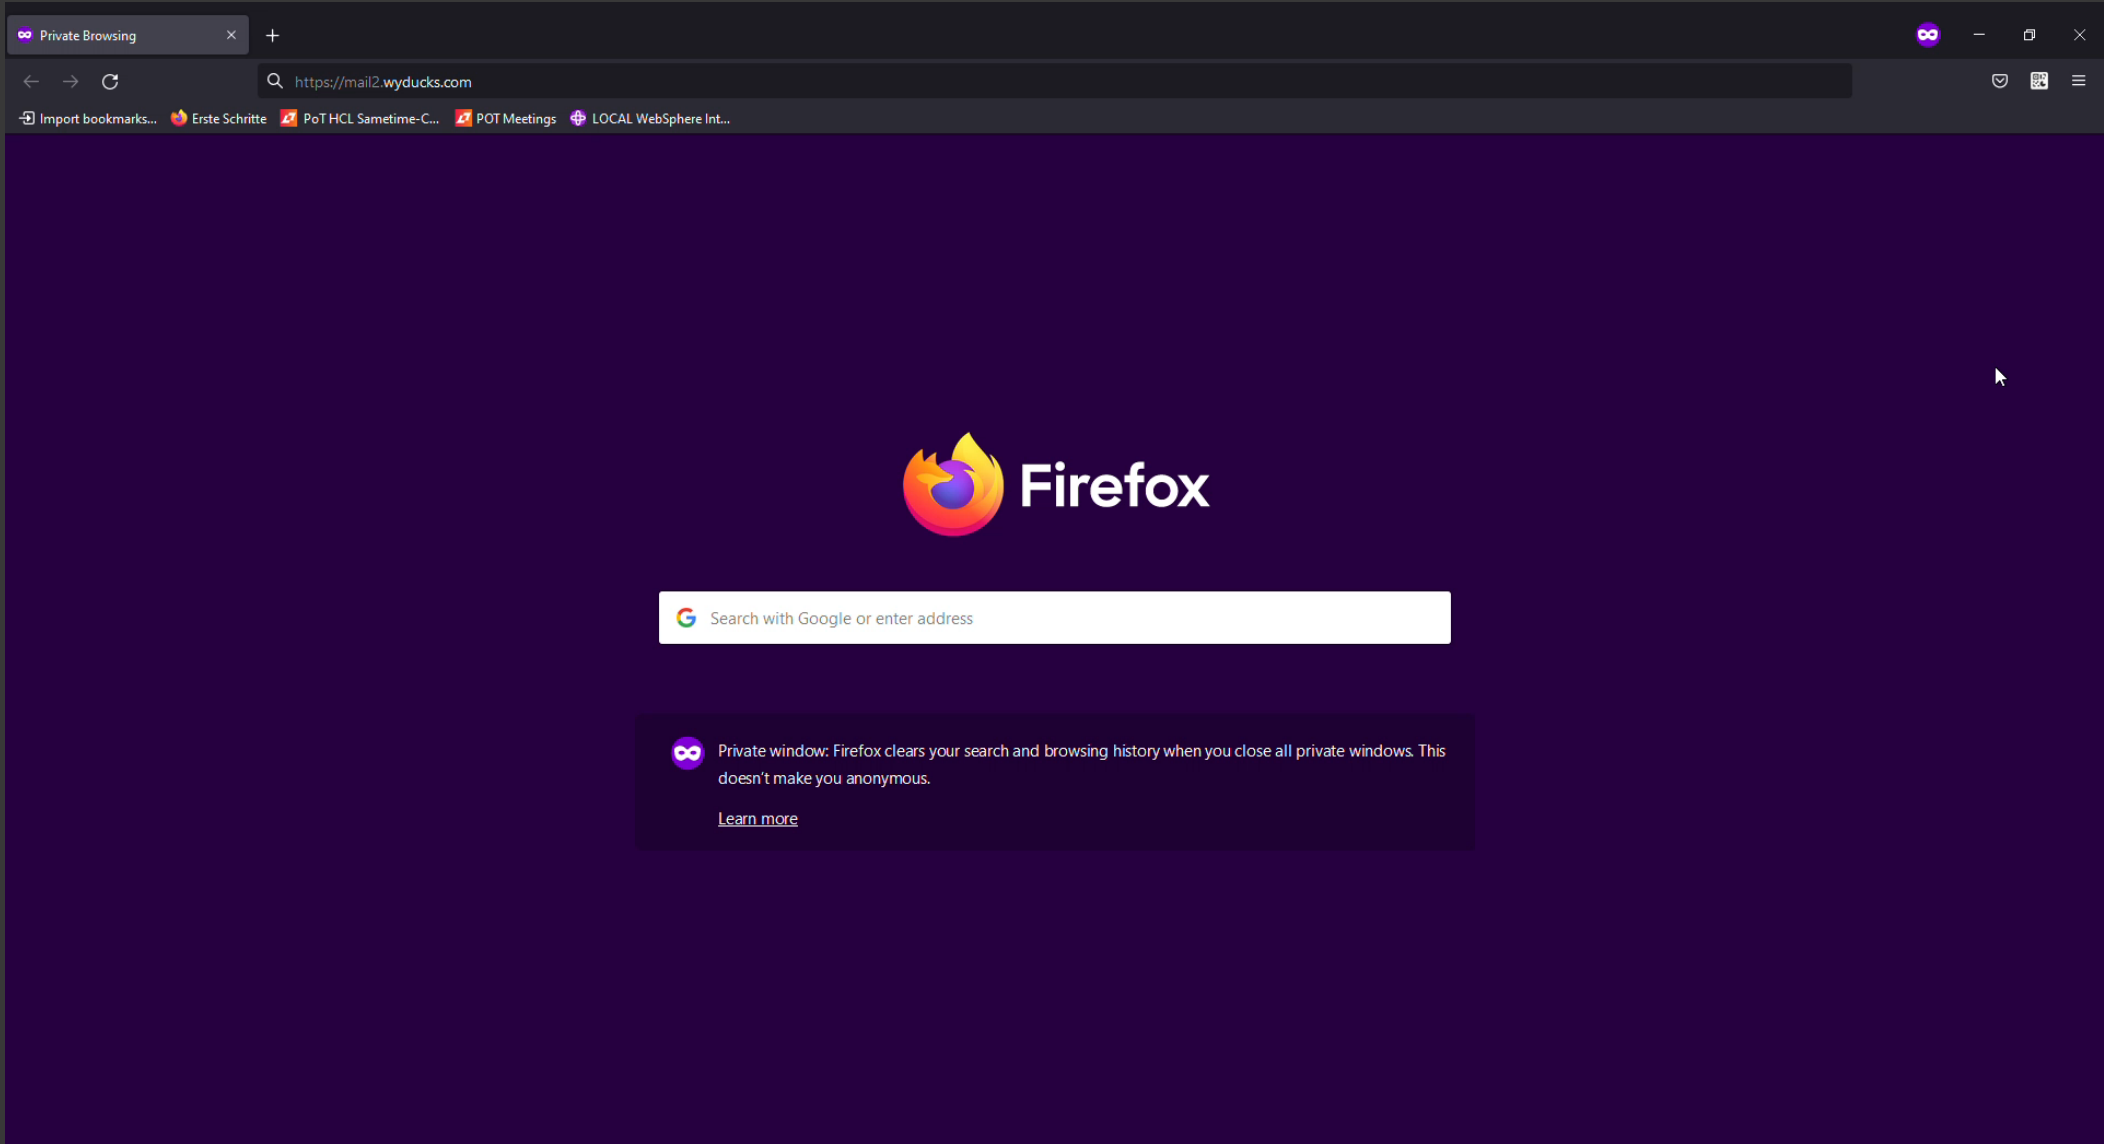 Private Browsing
https://mail2.wyducks.com
Import bookmarks...
Erste Schritte
PoT HCL Sametime-C...
POT Meetings
LOCAL WebSphere Int...
Firefox
Search with Google or enter address
Private window: Firefox clears your search and browsing history when you close all private windows. This
doesn't make you anonymous.
Learn more